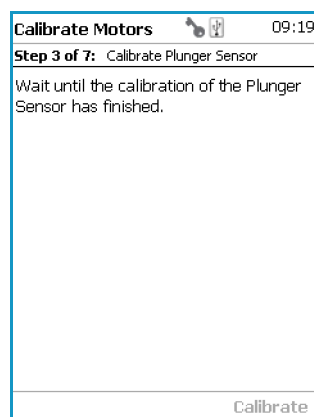 Calibrate Motors 09:19
Step 3 of 7: Calibrate Plunger Sensor
Wait until the calibration of the Plunger
Sensor has finished.
Calibrate